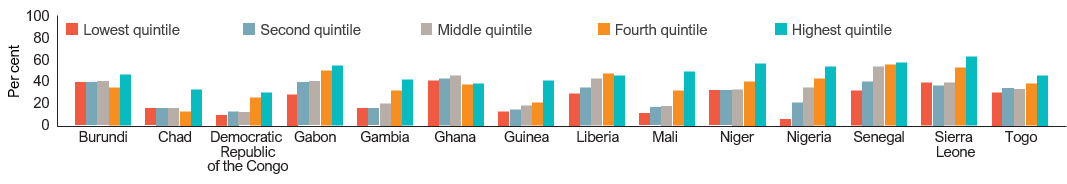 100
80
60
40
20
0
Per cent
Lowest quintile
Second quintile
Middle quintile
Fourth quintile
Highest quintile
Burundi
Chad
Democratic
Republic
of the Congo
Gabon
Gambia
Ghana
Guinea
Liberia
Mali
Niger
Nigeria
Senegal
Sierra
Leone
Togo